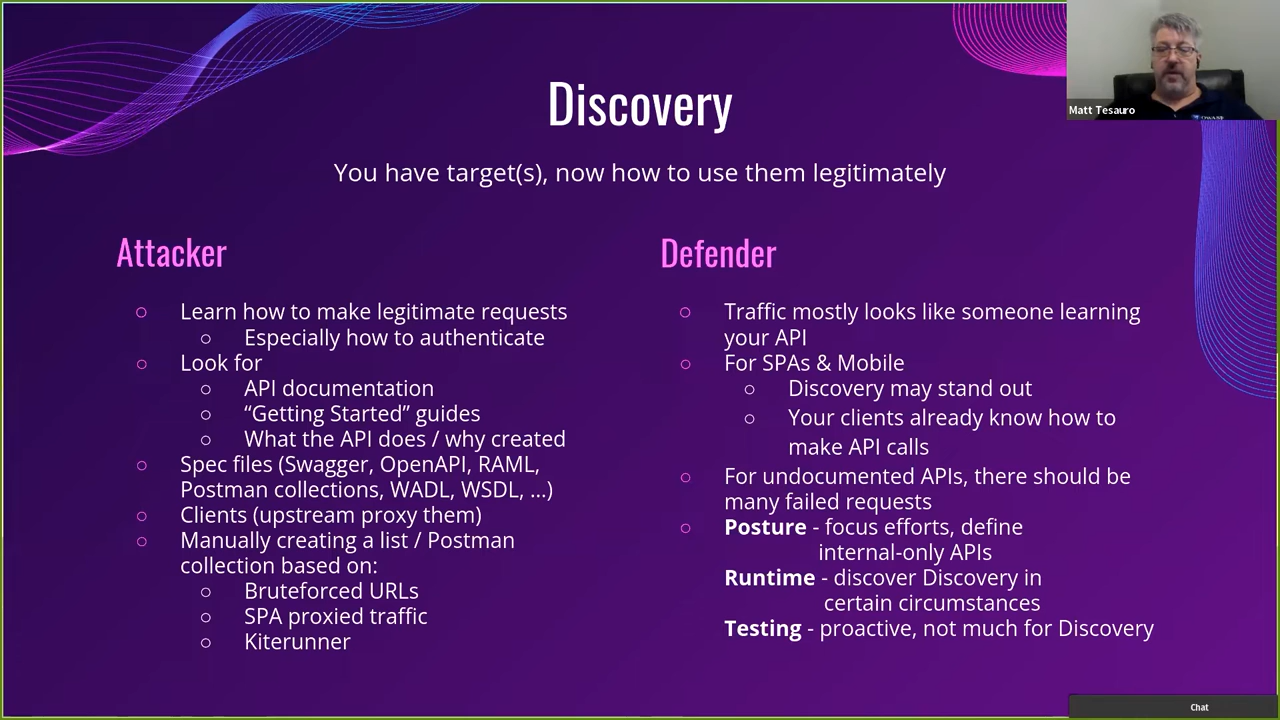 Discovery
You have target(s), now how to use them legitimately
Matt Tesauro
Attacker
○ Learn how to make legitimate requests
○ Especially how to authenticate
○ Look for
○ API documentation
○ “Getting Started” guides
○ What the API does / why created
○ Spec files (Swagger, OpenAPI, RAML,
Postman collections, WADL, WSDL, ...)
○ Clients (upstream proxy them)
○ Manually creating a list / Postman
collection based on:
○ Bruteforced URLs
○ SPA proxied traffic
○ Kiterunner
Defender
○ Traffic mostly looks like someone learning
your API
○ For SPAs & Mobile
○ Discovery may stand out
○ Your clients already know how to
make API calls
○ For undocumented APIs, there should be
many failed requests
○ Posture - focus efforts, define
internal-only APIs
Runtime - discover Discovery in
certain circumstances
Testing - proactive, not much for Discovery
Chat